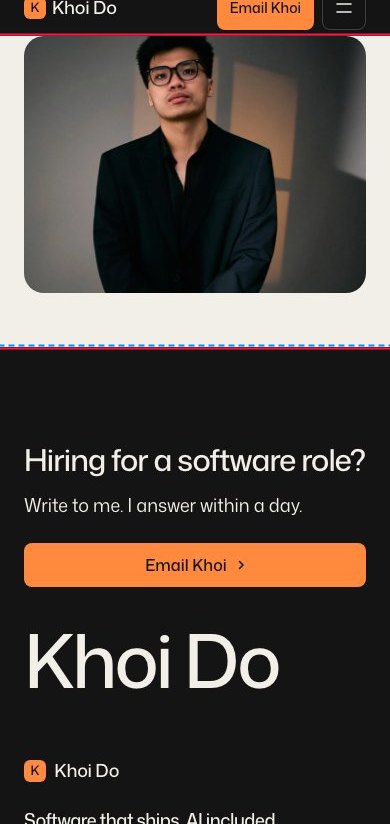 K Khoi Do Email Khoi
Hiring for a software role?
Write to me. I answer within a day.
Email Khoi
Khoi Do
K Khoi Do
Software that ships. AI included.